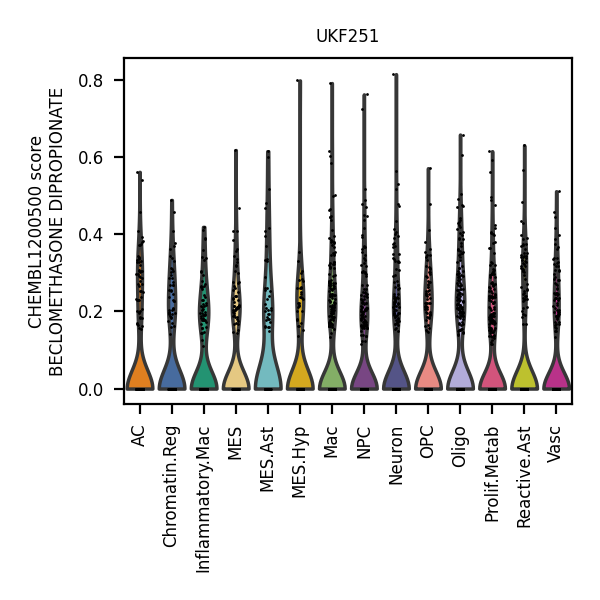 UKF251
CHEMBL1200500 score
BECLOMETHASONE DIPROPIONATE
0.8
0.6
0.4
0.2
0.0
AC
Chromatin.Reg
Inflammatory.Mac
MES
MES.Ast
MES.Hyp
Mac
NPC
Neuron
OPC
Oligo
Prolif.Metab
Reactive.Ast
Vasc